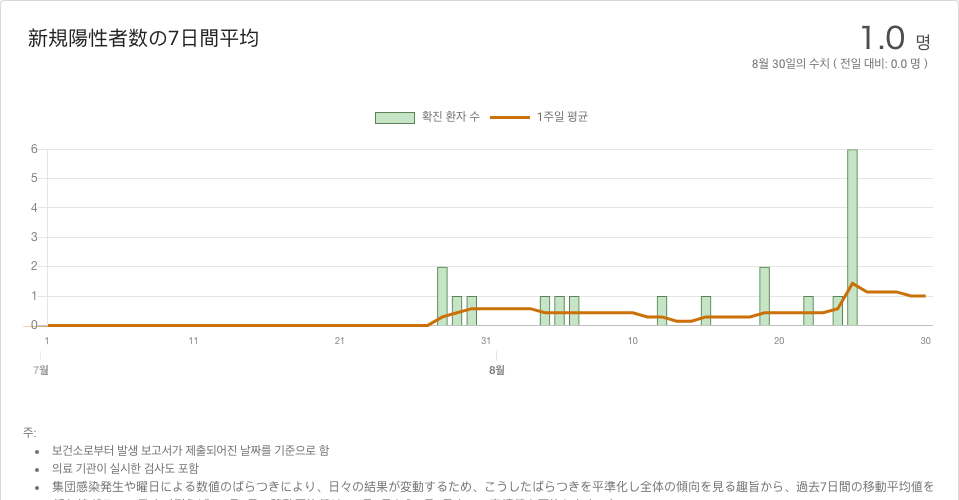 新規陽性者数の7日間平均
1.0 명
8월 30일의 수치 ( 전일 대비: 0.0 명 )
확진 환자 수 1주일 평균
6
5
4
3
2
1
0
1 11 21 31 10 20 30
7월 8월
주:
보건소로부터 발생 보고서가 제출되어진 날짜를 기준으로 함
의료 기관이 실시한 검사도 포함
集団感染発生や曜日による数値のばらつきにより、日々の結果が変動するため、こうしたばらつきを平準化し全体の傾向を見る趣旨から、過去7日間の移動平均値を